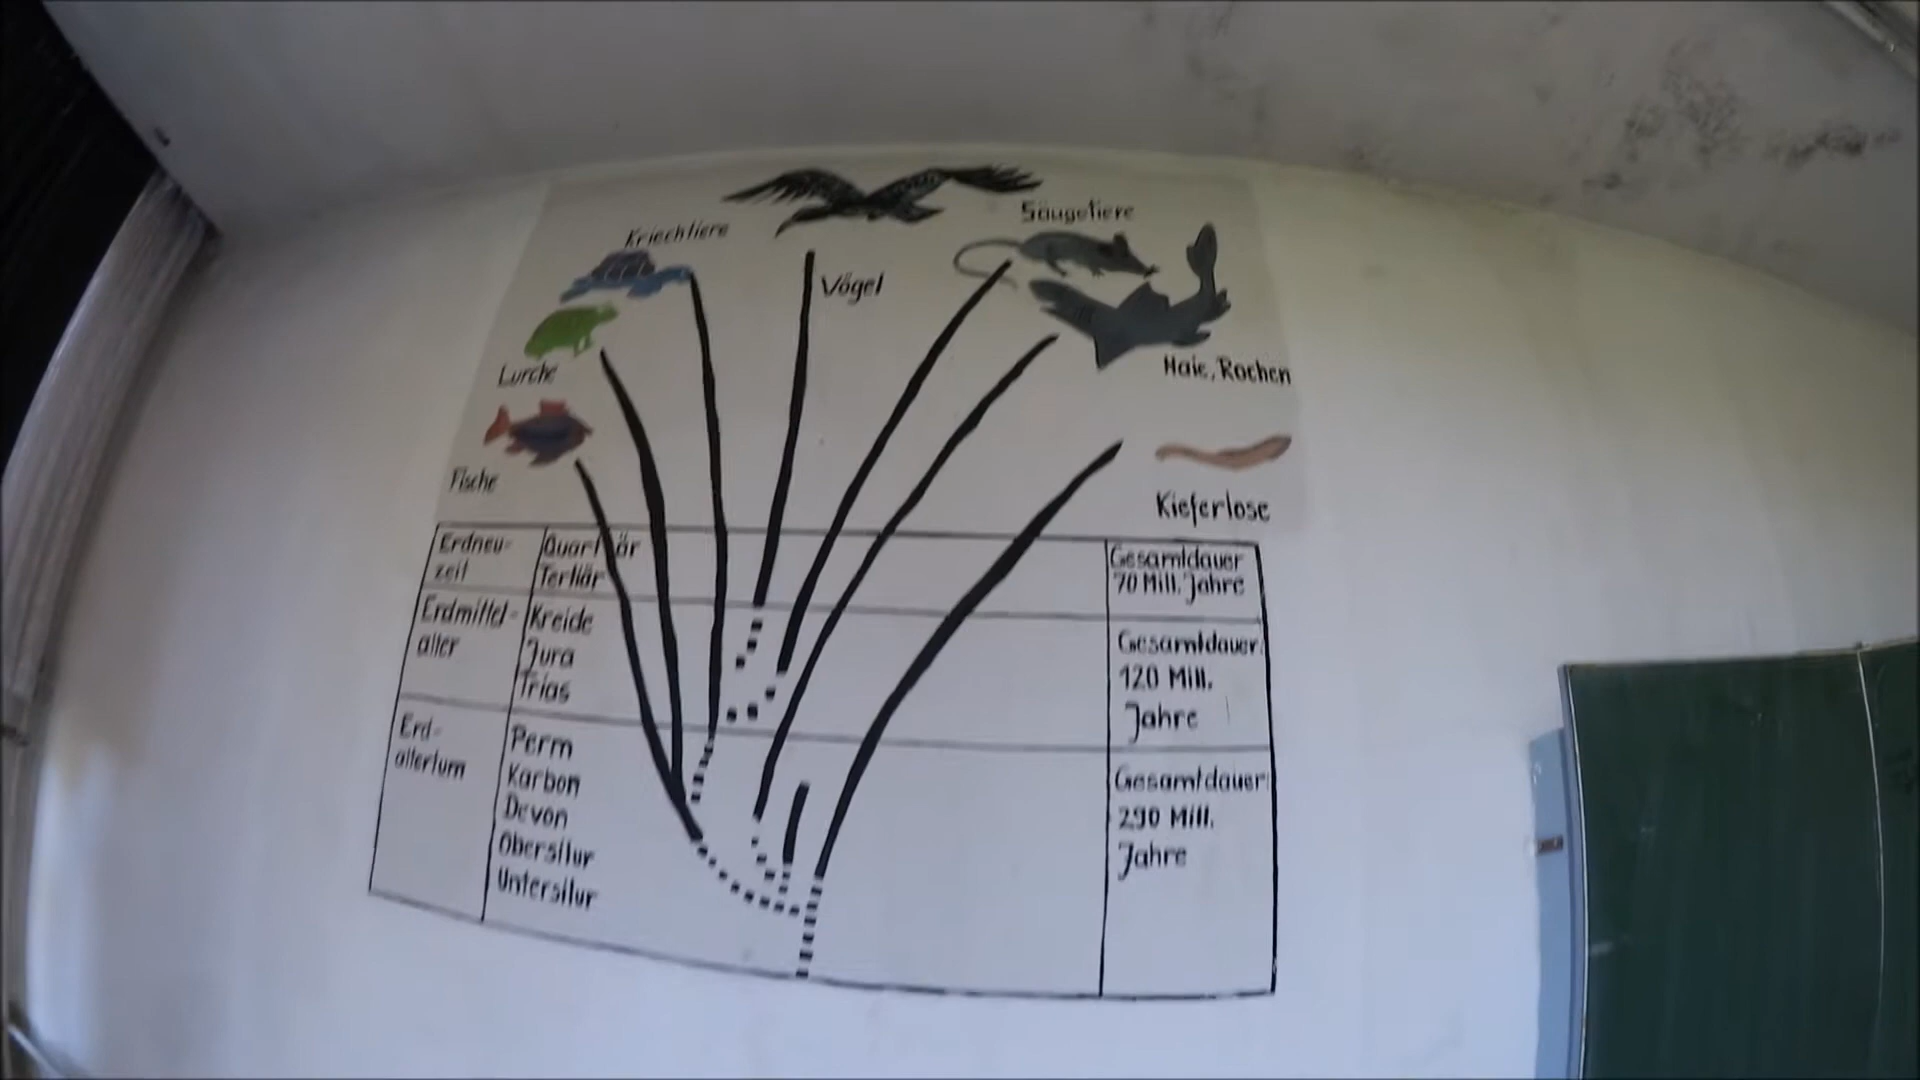 Säugetiere
Kriechtiere
Vögel
Lurche
Haie, Rochen
Fische
Kieferlose
Erdneu-
zeit
Quartär
Tertiär
Gesamtdauer
70 Mill. Jahre
Erdmittel-
alter
Kreide
Jura
Trias
Gesamtdauer:
120 Mill.
Jahre
Erd-
altertum
Perm
Karbon
Devon
Obersilur
Untersilur
Gesamtdauer:
290 Mill.
Jahre